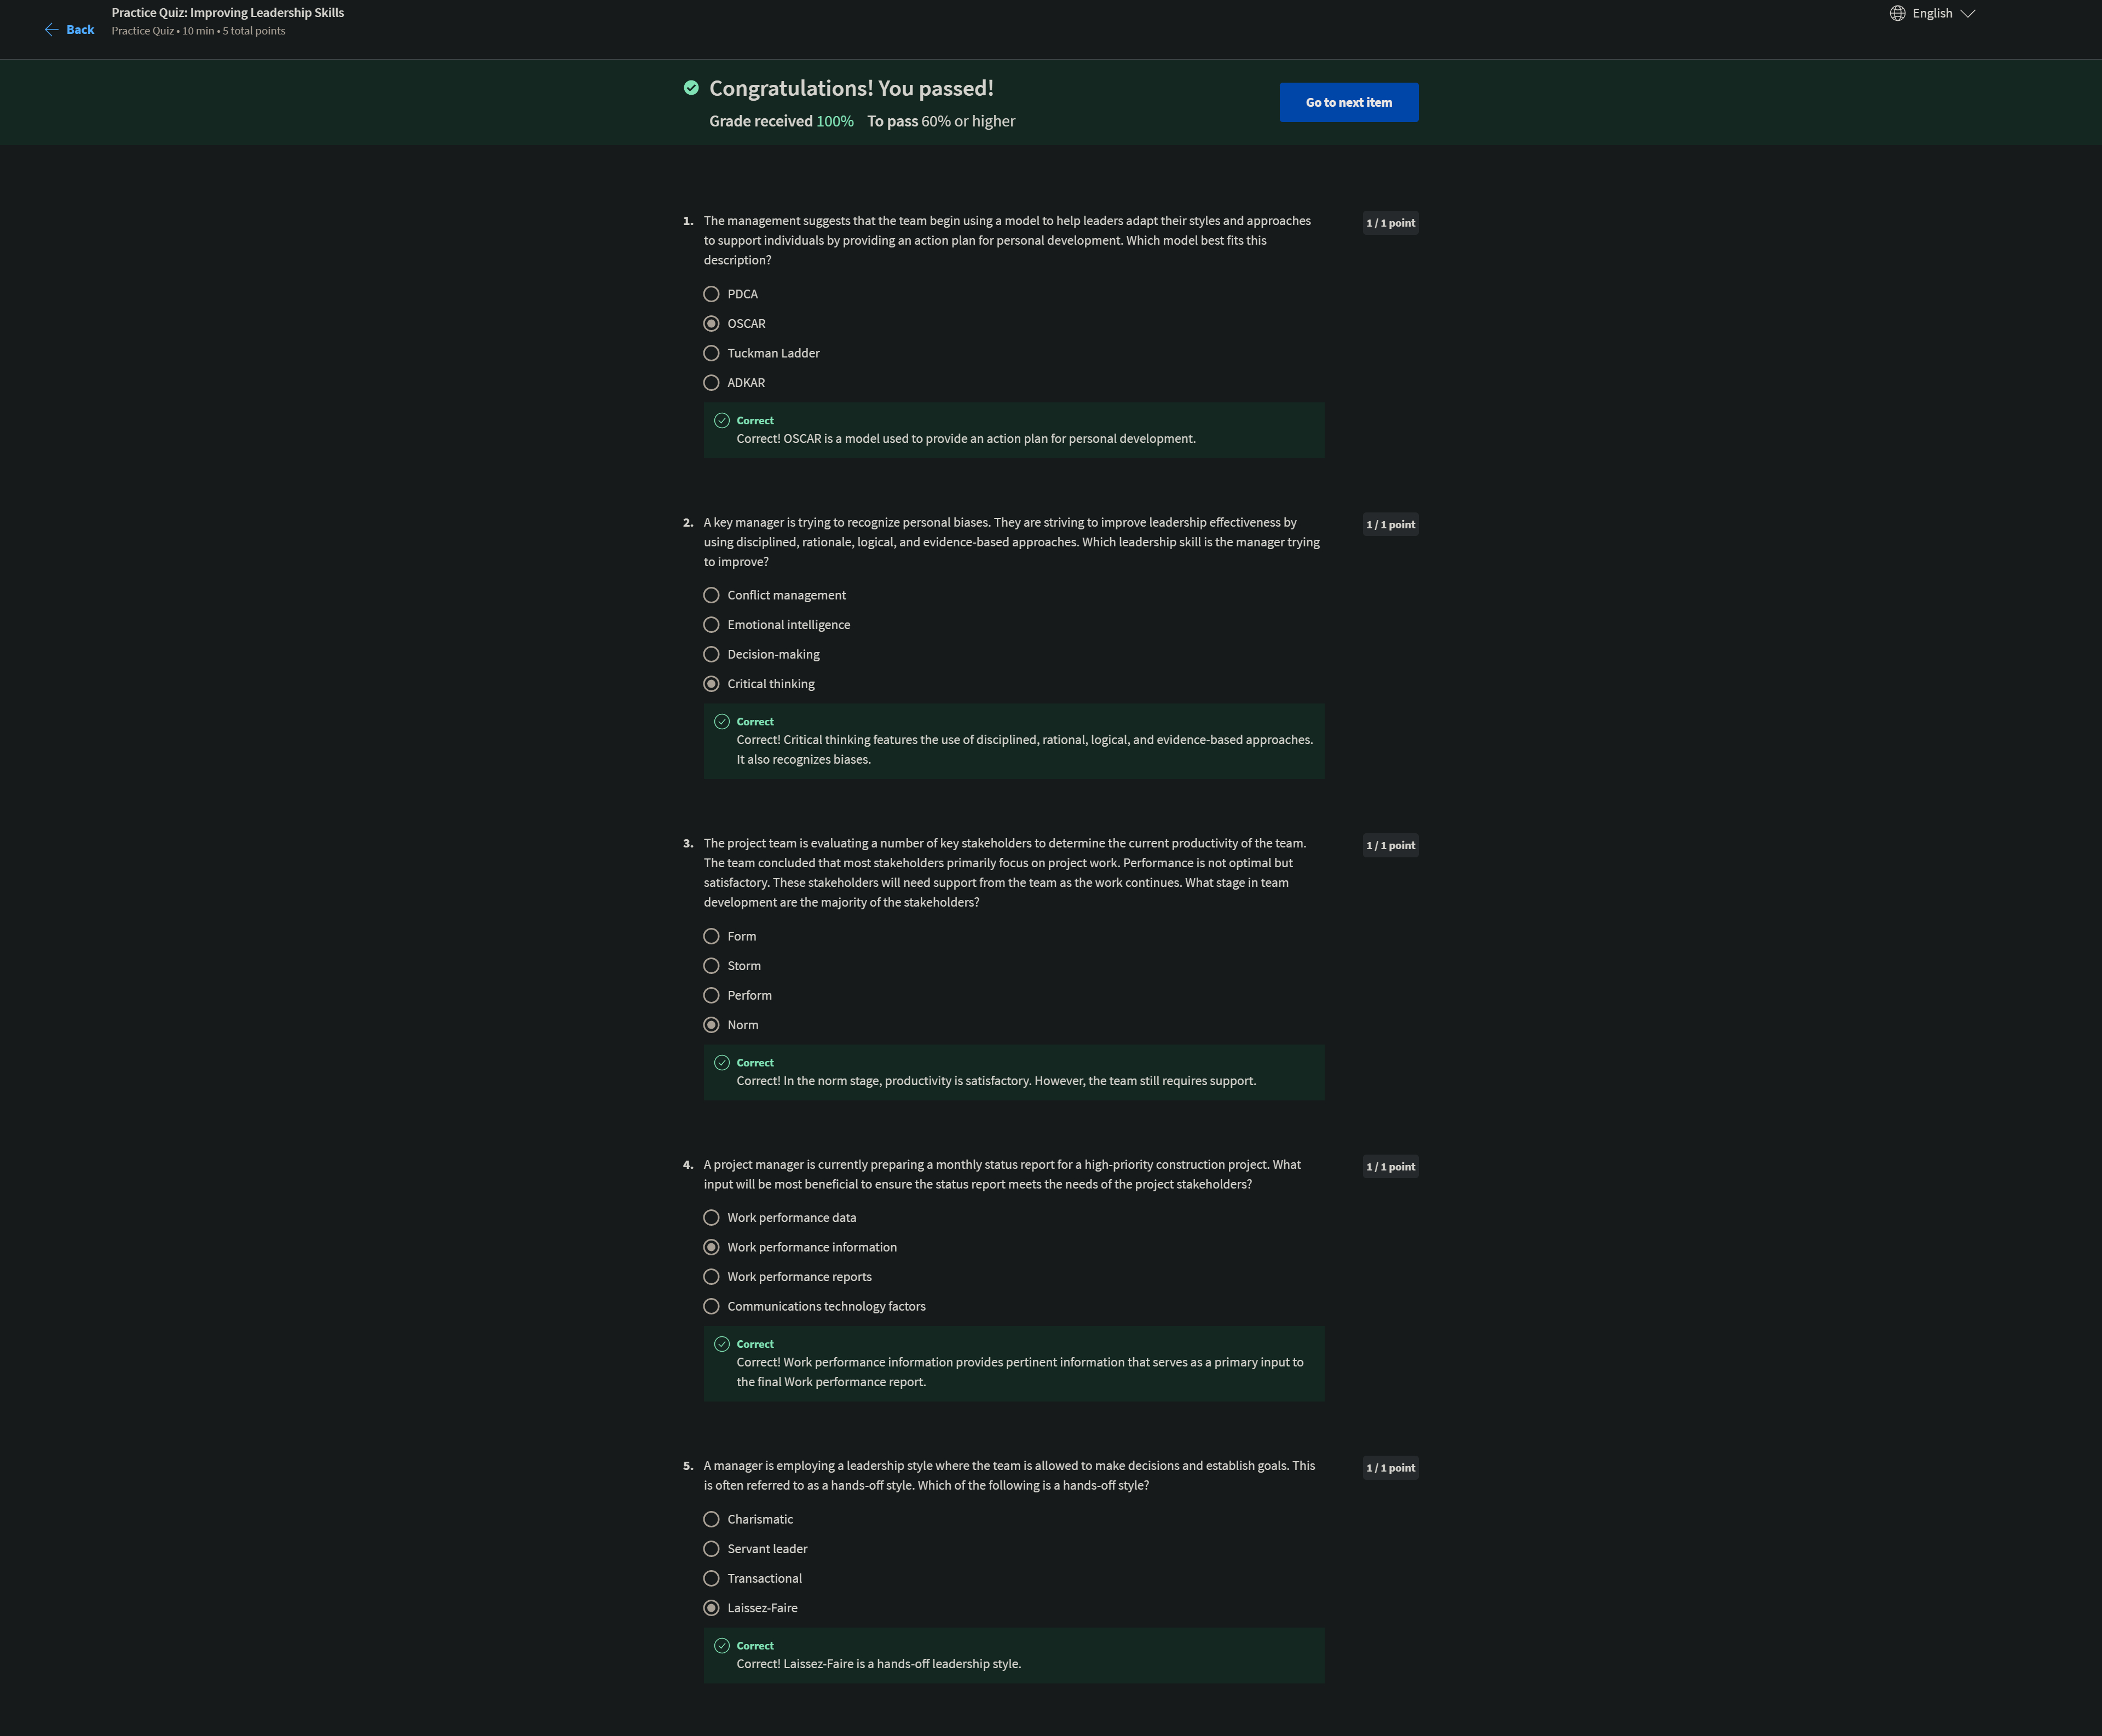 Back
Practice Quiz: Improving Leadership Skills
Practice Quiz • 10 min • 5 total points
English
Congratulations! You passed!
Grade received 100% To pass 60% or higher
Go to next item
1. The management suggests that the team begin using a model to help leaders adapt their styles and approaches
to support individuals by providing an action plan for personal development. Which model best fits this
description?
1 / 1 point
PDCA
OSCAR
Tuckman Ladder
ADKAR
Correct
Correct! OSCAR is a model used to provide an action plan for personal development.
2. A key manager is trying to recognize personal biases. They are striving to improve leadership effectiveness by
using disciplined, rationale, logical, and evidence-based approaches. Which leadership skill is the manager trying
to improve?
1 / 1 point
Conflict management
Emotional intelligence
Decision-making
Critical thinking
Correct
Correct! Critical thinking features the use of disciplined, rational, logical, and evidence-based approaches.
It also recognizes biases.
3. The project team is evaluating a number of key stakeholders to determine the current productivity of the team.
The team concluded that most stakeholders primarily focus on project work. Performance is not optimal but
satisfactory. These stakeholders will need support from the team as the work continues. What stage in team
development are the majority of the stakeholders?
1 / 1 point
Form
Storm
Perform
Norm
Correct
Correct! In the norm stage, productivity is satisfactory. However, the team still requires support.
4. A project manager is currently preparing a monthly status report for a high-priority construction project. What
input will be most beneficial to ensure the status report meets the needs of the project stakeholders?
1 / 1 point
Work performance data
Work performance information
Work performance reports
Communications technology factors
Correct
Correct! Work performance information provides pertinent information that serves as a primary input to
the final Work performance report.
5. A manager is employing a leadership style where the team is allowed to make decisions and establish goals. This
is often referred to as a hands-off style. Which of the following is a hands-off style?
1 / 1 point
Charismatic
Servant leader
Transactional
Laissez-Faire
Correct
Correct! Laissez-Faire is a hands-off leadership style.